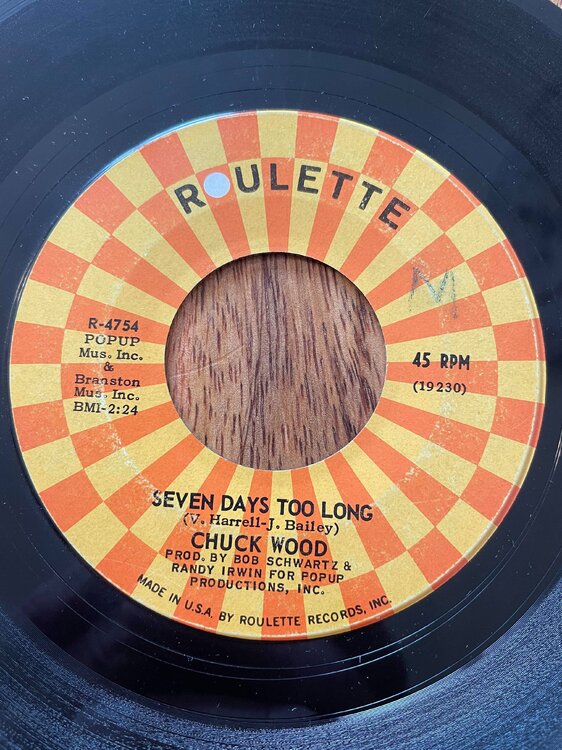 ROULETTE
M
R-4754
POPUP
Mus. Inc.
&
Branston
Mus. Inc.
BMI-2:24
45 RPM
(19230)
SEVEN DAYS TOO LONG
(V. Harrell-J. Bailey)
CHUCK WOOD
PROD. BY BOB SCHWARTZ &
RANDY IRWIN FOR POPUP
PRODUCTIONS, INC.
MADE IN U.S.A. BY ROULETTE RECORDS, INC.